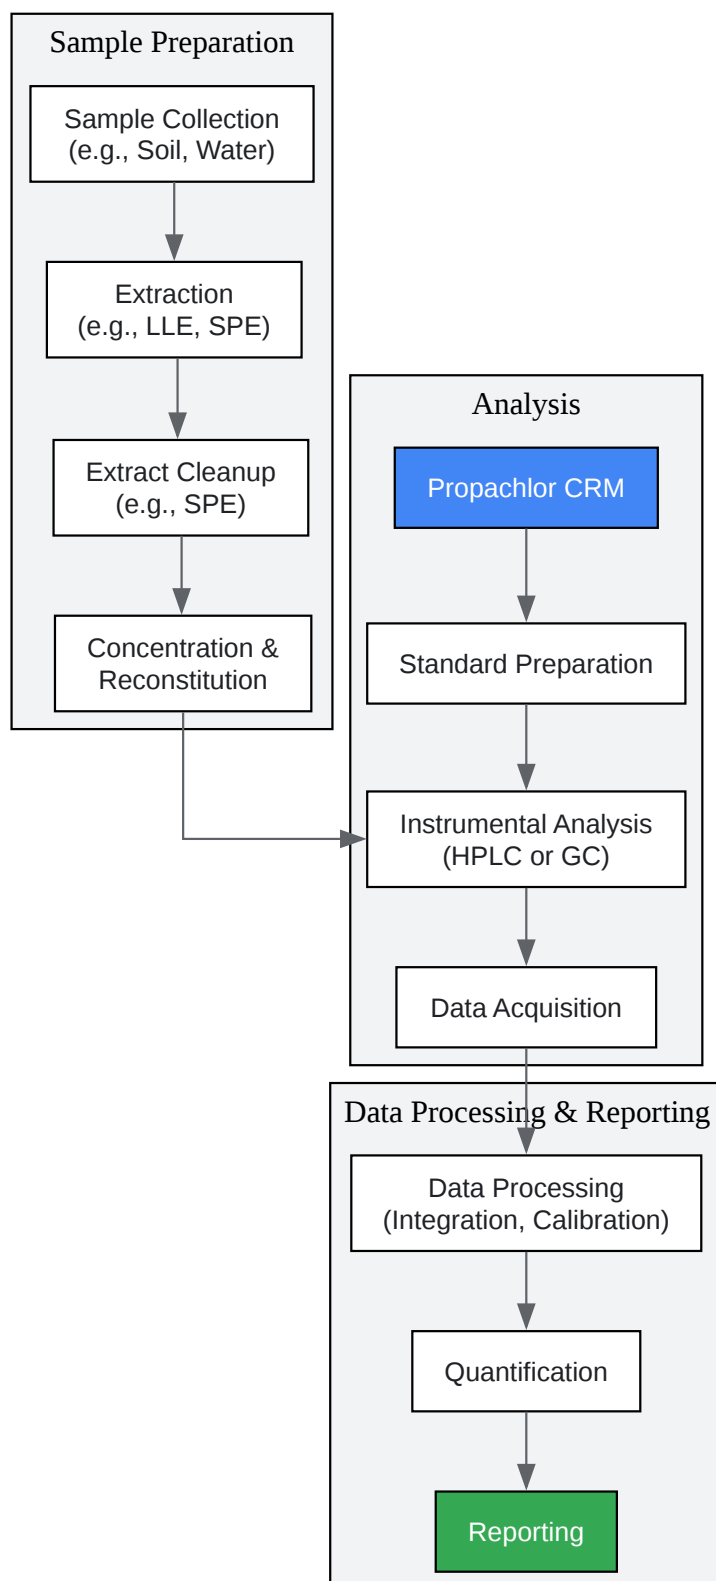 Sample Preparation
Sample Collection
(e.g., Soil, Water)
Extraction
(e.g., LLE, SPE)
Extract Cleanup
(e.g., SPE)
Concentration &
Reconstitution
Analysis
Propachlor CRM
Standard Preparation
Instrumental Analysis
(HPLC or GC)
Data Acquisition
Data Processing & Reporting
Data Processing
(Integration, Calibration)
Quantification
Reporting